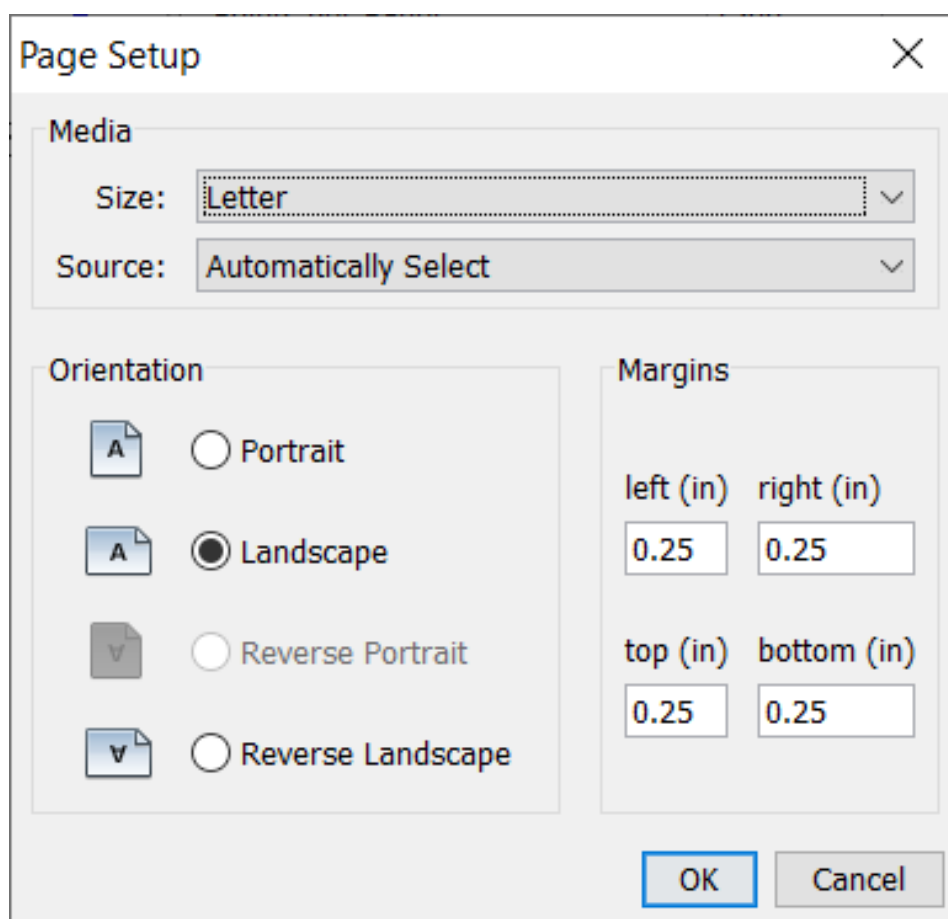 Page Setup
Media
Size: Letter
Source: Automatically Select
Orientation
A Portrait
A Landscape
A Reverse Portrait
A Reverse Landscape
Margins
left (in) right (in)
0.25 0.25
top (in) bottom (in)
0.25 0.25
OK Cancel